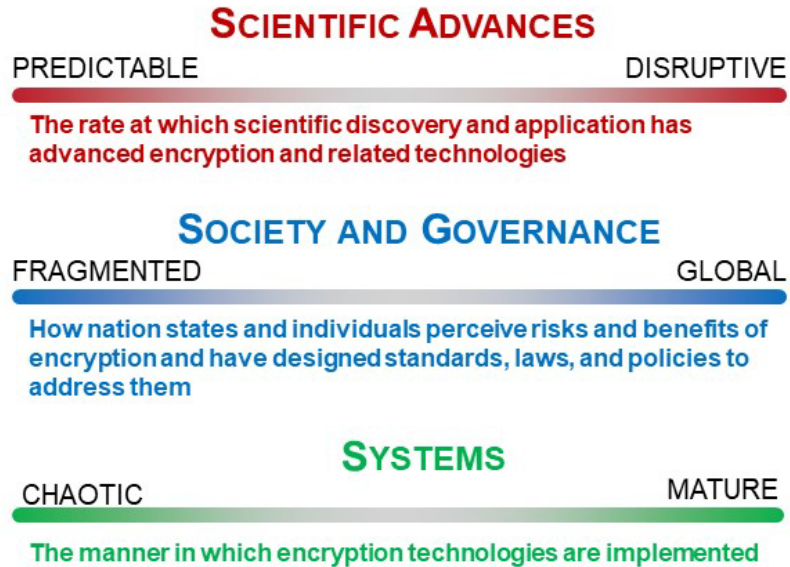 SCIENTIFIC ADVANCES
PREDICTABLE DISRUPTIVE
The rate at which scientific discovery and application has
advanced encryption and related technologies
SOCIETY AND GOVERNANCE
FRAGMENTED GLOBAL
How nation states and individuals perceive risks and benefits of
encryption and have designed standards, laws, and policies to
address them
SYSTEMS
CHAOTIC MATURE
The manner in which encryption technologies are implemented